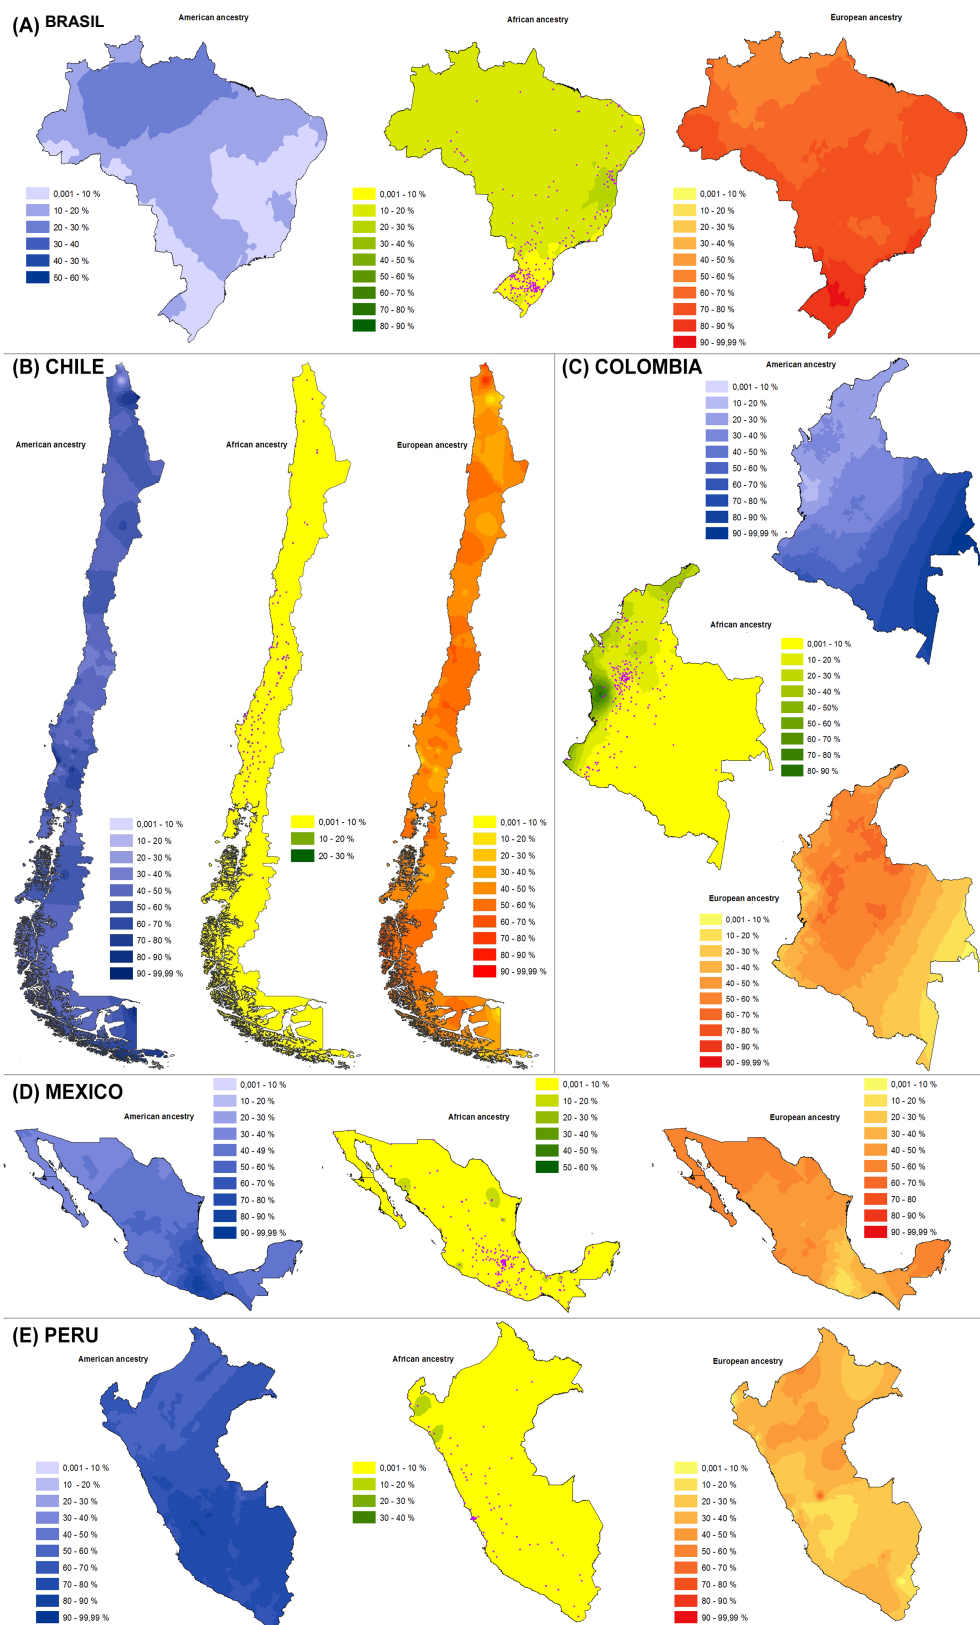 (A) BRASIL
American ancestry
African ancestry
European ancestry
0,001 - 10 %
10 - 20 %
20 - 30 %
30 - 40
40 - 30 %
50 - 60 %
0,001 - 10 %
10 - 20 %
20 - 30 %
30 - 40 %
40 - 50 %
50 - 60 %
60 - 70 %
70 - 80 %
80 - 90 %
0,001 - 10 %
10 - 20 %
20 - 30 %
30 - 40 %
40 - 50 %
50 - 60 %
60 - 70 %
70 - 80 %
80 - 90 %
90 - 99,99 %
(B) CHILE
American ancestry
African ancestry
European ancestry
0,001 - 10 %
10 - 20 %
20 - 30 %
30 - 40 %
40 - 50 %
50 - 60 %
60 - 70 %
70 - 80 %
80 - 90 %
90 - 99,99 %
0,001 - 10 %
10 - 20 %
20 - 30 %
0,001 - 10 %
10 - 20 %
20 - 30 %
30 - 40 %
40 - 50 %
50 - 60 %
60 - 70 %
70 - 80 %
80 - 90 %
90 - 99,99 %
(C) COLOMBIA
American ancestry
0,001 - 10 %
10 - 20 %
20 - 30 %
30 - 40 %
40 - 50 %
50 - 60 %
60 - 70 %
70 - 80 %
80 - 90 %
90 - 99,99 %
African ancestry
0,001 - 10 %
10 - 20 %
20 - 30 %
30 - 40 %
40 - 50%
50 - 60 %
60 - 70 %
70 - 80 %
80- 90 %
European ancestry
0,001 - 10 %
10 - 20 %
20 - 30 %
30 - 40 %
40 - 50 %
50 - 60 %
60 - 70 %
70 - 80 %
80 - 90 %
90 - 99,99 %
(D) MEXICO
American ancestry
0,001 - 10 %
10 - 20 %
20 - 30 %
30 - 40 %
40 - 49 %
50 - 60 %
60 - 70 %
70 - 80 %
80 - 90 %
90 - 99,99 %
African ancestry
0,001 - 10 %
10 - 20 %
20 - 30 %
30 - 40 %
40 - 50 %
50 - 60 %
European ancestry
0,001 - 10 %
10 - 20 %
20 - 30 %
30 - 40 %
40 - 50 %
50 - 60 %
60 - 70 %
70 - 80
80 - 90 %
90 - 99,99 %
(E) PERU
American ancestry
African ancestry
European ancestry
0,001 - 10 %
10 - 20 %
20 - 30 %
30 - 40 %
40 - 50 %
50 - 60 %
60 - 70 %
70 - 80 %
80 - 90 %
90 - 99,99 %
0,001 - 10 %
10 - 20 %
20 - 30 %
30 - 40 %
0,001 - 10 %
10 - 20 %
20 - 30 %
30 - 40 %
40 - 50 %
50 - 60 %
60 - 70 %
70 - 80 %
80 - 90 %
90 - 99,99 %